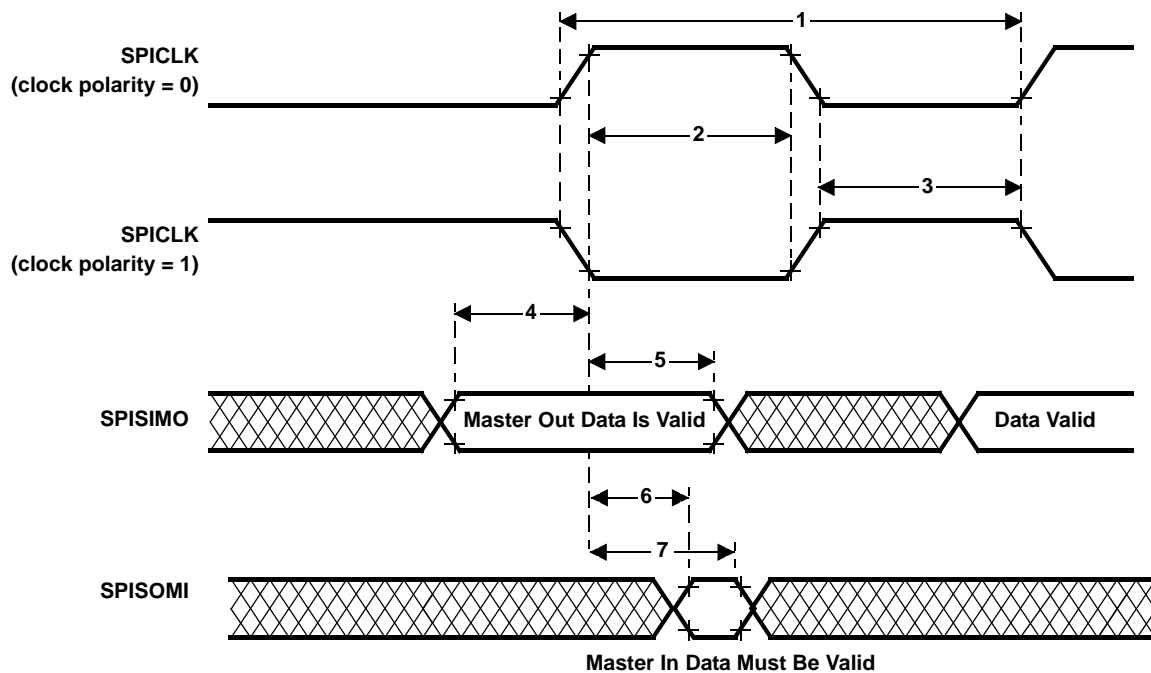 1
SPICLK
(clock polarity = 0)
2
3
SPICLK
(clock polarity = 1)
4
5
SPISIMO
Master Out Data Is Valid
Data Valid
6
7
SPISOMI
Master In Data Must Be Valid